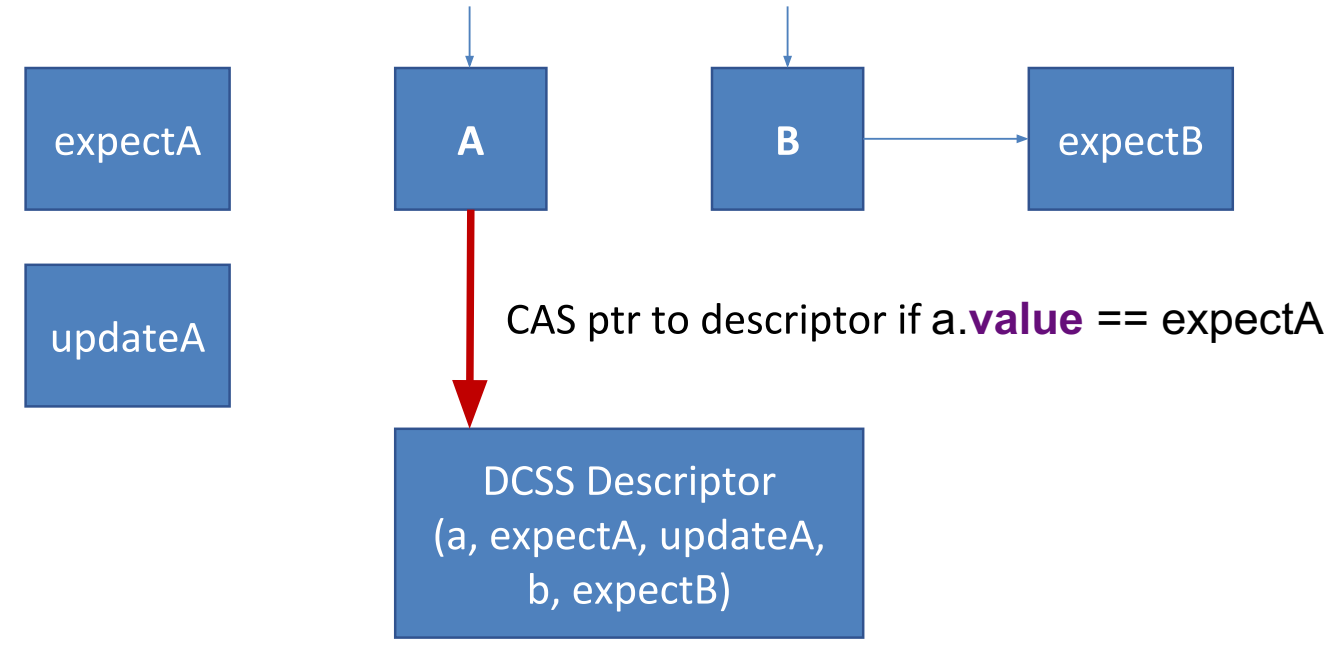 expectA
A
B
expectB
updateA
CAS ptr to descriptor if a.value == expectA
DCSS Descriptor
(a, expectA, updateA,
b, expectB)